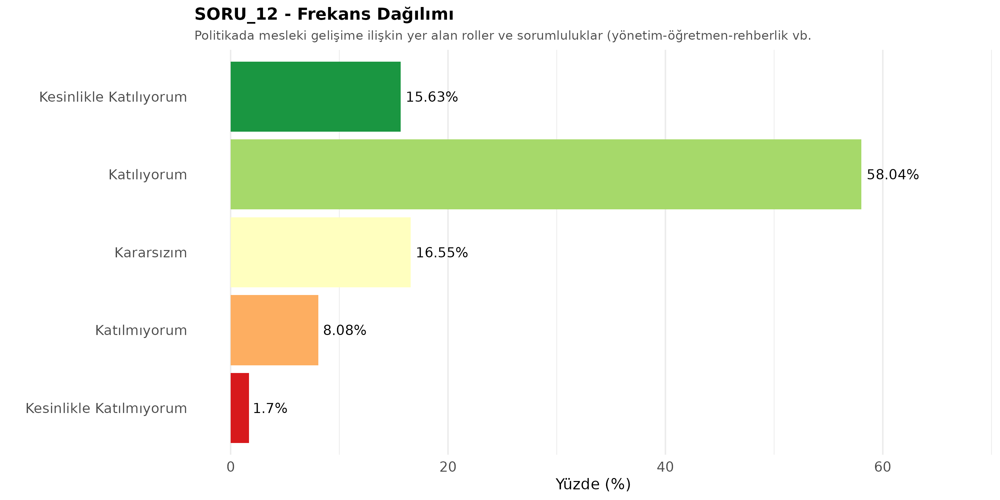 SORU_12 - Frekans Dağılımı
Politikada mesleki gelişime ilişkin yer alan roller ve sorumluluklar (yönetim-öğretmen-rehberlik vb.
Kesinlikle Katılıyorum
15.63%
Katılıyorum
58.04%
Kararsızım
16.55%
Katılmıyorum
8.08%
Kesinlikle Katılmıyorum
1.7%
0 20 40 60
Yüzde (%)